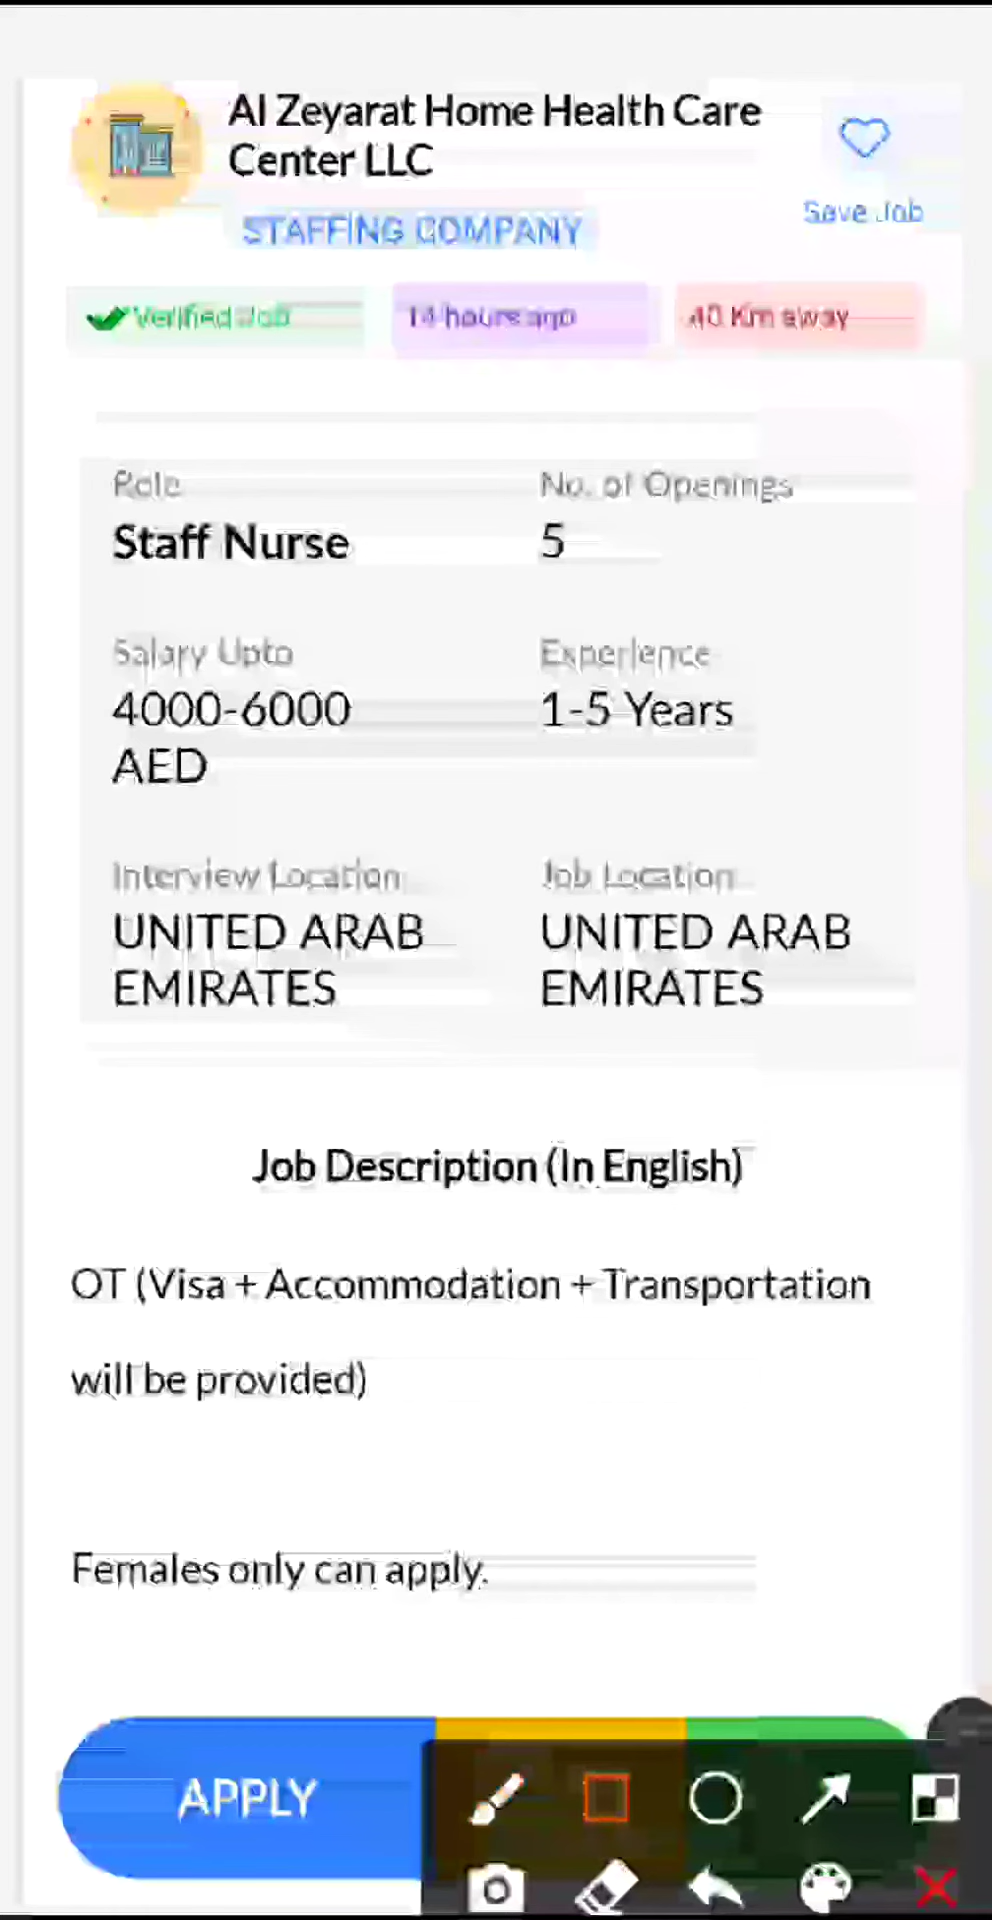 Al Zeyarat Home Health Care
Center LLC
Save Job
STAFFING COMPANY
Verified Job
14 hours ago
40 Km away
Role
No. of Openings
Staff Nurse
5
Salary Upto
Experience
4000-6000
1-5 Years
AED
Interview Location
Job Location
UNITED ARAB
UNITED ARAB
EMIRATES
EMIRATES
Job Description (In English)
OT (Visa + Accommodation + Transportation
will be provided)
Females only can apply.
APPLY